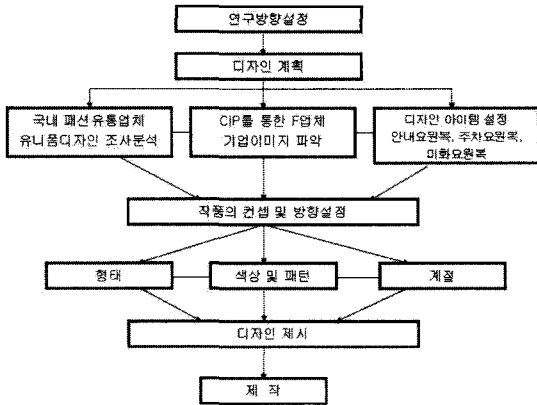 연구방향설정
디자인 계획
국내 패션유통업체
유니폼디자인 조사분석
CIP를 통한 F업체
기업이미지 파악
디자인 아이템 설정
안내요원복, 주차요원복,
미화요원복
작품의 컨셉 및 방향설정
형태
색상 및 패턴
계절
디자인 제시
제 작